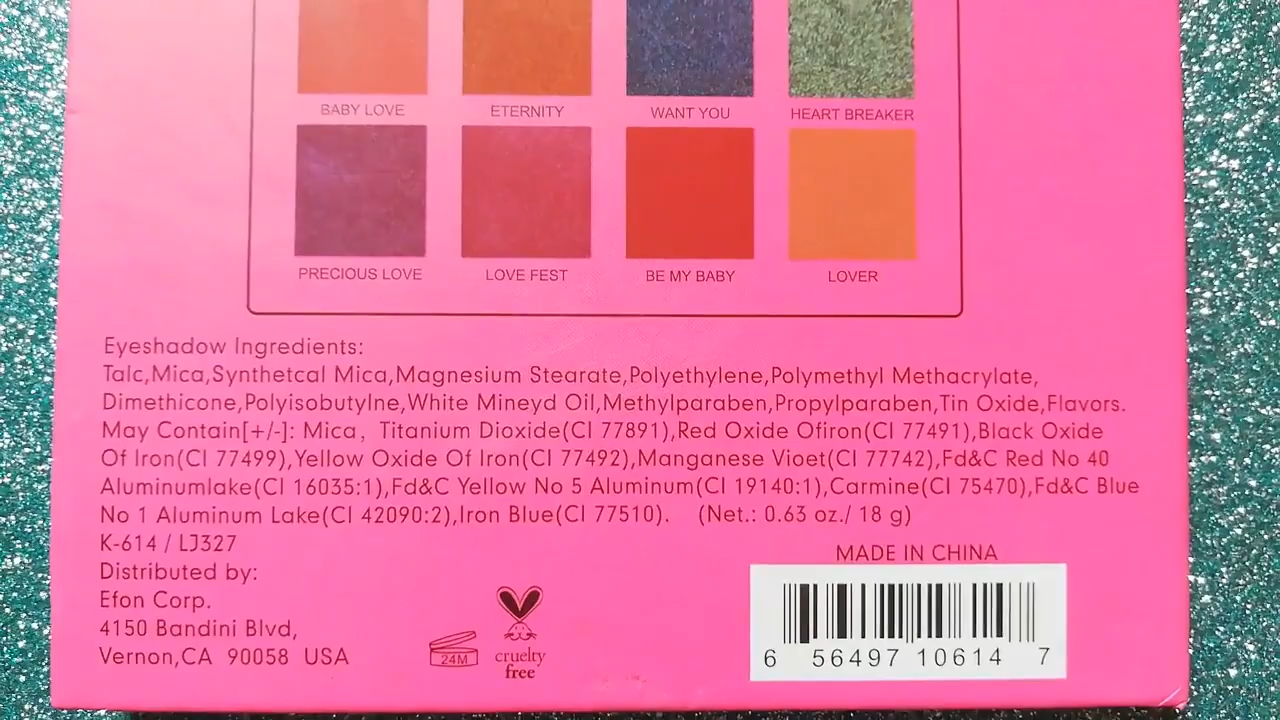 BABY LOVE ETERNITY WANT YOU HEART BREAKER
PRECIOUS LOVE LOVE FEST BE MY BABY LOVER
Eyeshadow Ingredients:
Talc,Mica,Synthetcal Mica,Magnesium Stearate,Polyethylene,Polymethyl Methacrylate,
Dimethicone,Polyisobutylne,White Mineyd Oil,Methylparaben,Propylparaben,Tin Oxide,Flavors.
May Contain[+/-]: Mica, Titanium Dioxide(CI 77891),Red Oxide Ofiron(CI 77491),Black Oxide
Of Iron(CI 77499),Yellow Oxide Of Iron(CI 77492),Manganese Vioet(CI 77742),Fd&C Red No 40
Aluminumlake(CI 16035:1),Fd&C Yellow No 5 Aluminum(CI 19140:1),Carmine(CI 75470),Fd&C Blue
No 1 Aluminum Lake(CI 42090:2),Iron Blue(CI 77510). (Net.: 0.63 oz./ 18 g)
K-614 / LJ327
Distributed by:
Efon Corp.
4150 Bandini Blvd,
Vernon,CA 90058 USA
24M
cruelty
free
MADE IN CHINA
6 56497 10614 7